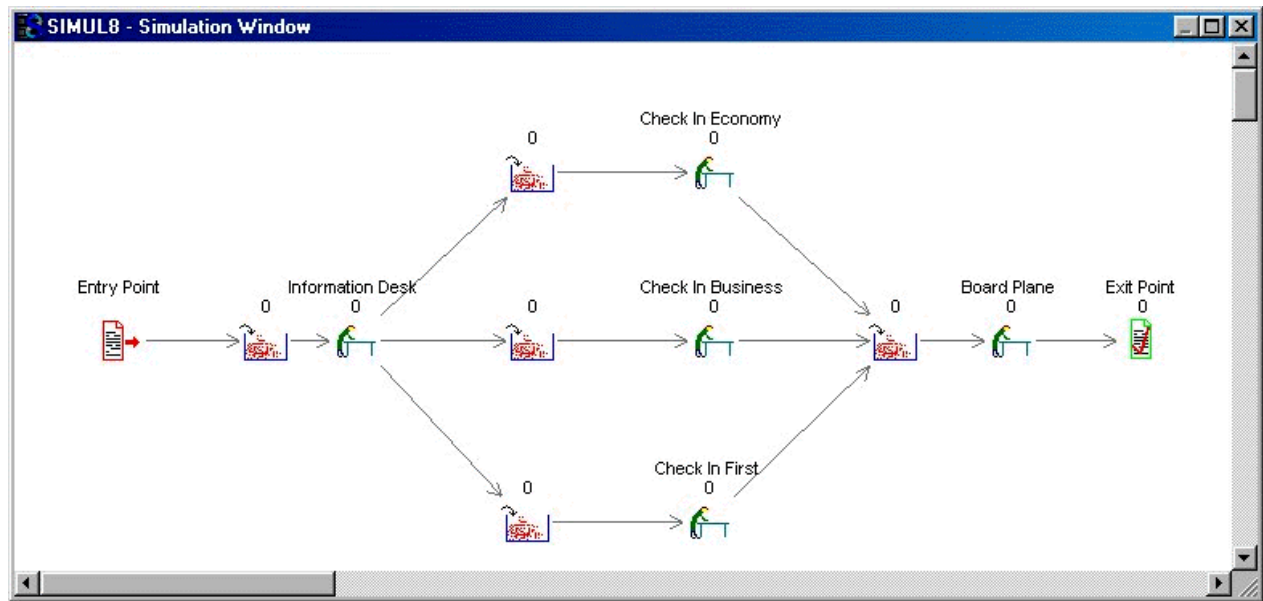 SIMUL8 - Simulation Window
Check In Economy
0
0
Entry Point
Information Desk
Check In Business
Board Plane
Exit Point
0
0
0
0
0
0
0
Check In First
0
0